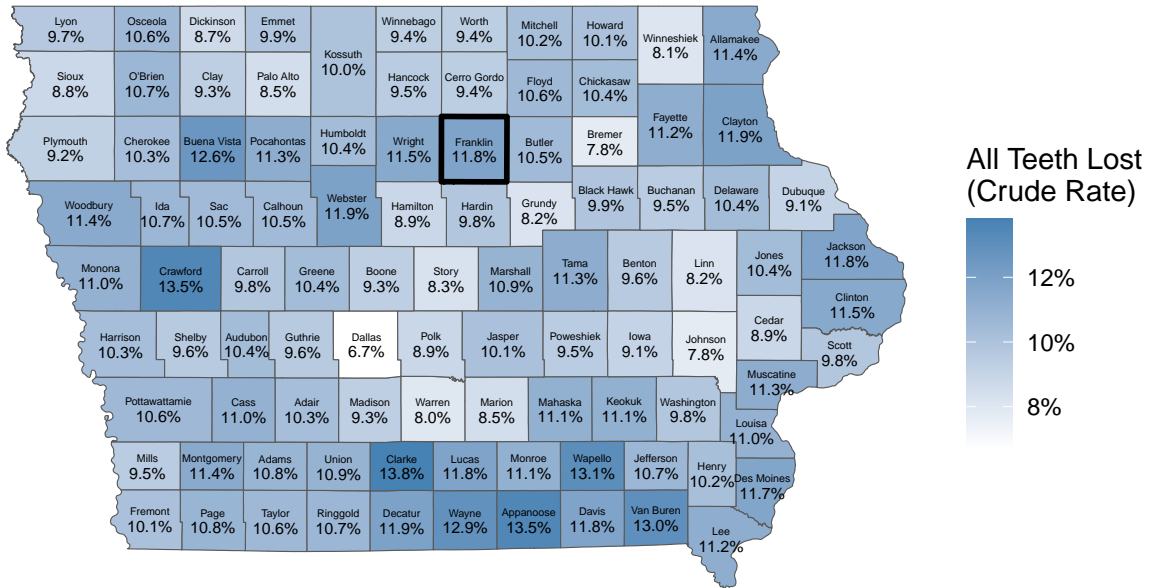 Lyon
9.7%
Osceola
10.6%
Dickinson
8.7%
Emmet
9.9%
Winnebago
9.4%
Worth
9.4%
Mitchell
10.2%
Howard
10.1%
Winneshiek
8.1%
Allamakee
11.4%
Kossuth
10.0%
Sioux
8.8%
O'Brien
10.7%
Clay
9.3%
Palo Alto
8.5%
Hancock
9.5%
Cerro Gordo
9.4%
Floyd
10.6%
Chickasaw
10.4%
Fayette
11.2%
Clayton
11.9%
Plymouth
9.2%
Cherokee
10.3%
Buena Vista
12.6%
Pocahontas
11.3%
Humboldt
10.4%
Wright
11.5%
Franklin
11.8%
Butler
10.5%
Bremer
7.8%
All Teeth Lost
(Crude Rate)
12%
10%
8%
Woodbury
11.4%
Ida
10.7%
Sac
10.5%
Calhoun
10.5%
Webster
11.9%
Hamilton
8.9%
Hardin
9.8%
Grundy
8.2%
Black Hawk
9.9%
Buchanan
9.5%
Delaware
10.4%
Dubuque
9.1%
Monona
11.0%
Crawford
13.5%
Carroll
9.8%
Greene
10.4%
Boone
9.3%
Story
8.3%
Marshall
10.9%
Tama
11.3%
Benton
9.6%
Linn
8.2%
Jones
10.4%
Jackson
11.8%
Clinton
11.5%
Harrison
10.3%
Shelby
9.6%
Audubon
10.4%
Guthrie
9.6%
Dallas
6.7%
Polk
8.9%
Jasper
10.1%
Poweshiek
9.5%
Iowa
9.1%
Johnson
7.8%
Cedar
8.9%
Scott
9.8%
Muscatine
11.3%
Pottawattamie
10.6%
Cass
11.0%
Adair
10.3%
Madison
9.3%
Warren
8.0%
Marion
8.5%
Mahaska
11.1%
Keokuk
11.1%
Washington
9.8%
Louisa
11.0%
Mills
9.5%
Montgomery
11.4%
Adams
10.8%
Union
10.9%
Clarke
13.8%
Lucas
11.8%
Monroe
11.1%
Wapello
13.1%
Jefferson
10.7%
Henry
10.2%
Des Moines
11.7%
Fremont
10.1%
Page
10.8%
Taylor
10.6%
Ringgold
10.7%
Decatur
11.9%
Wayne
12.9%
Appanoose
13.5%
Davis
11.8%
Van Buren
13.0%
Lee
11.2%